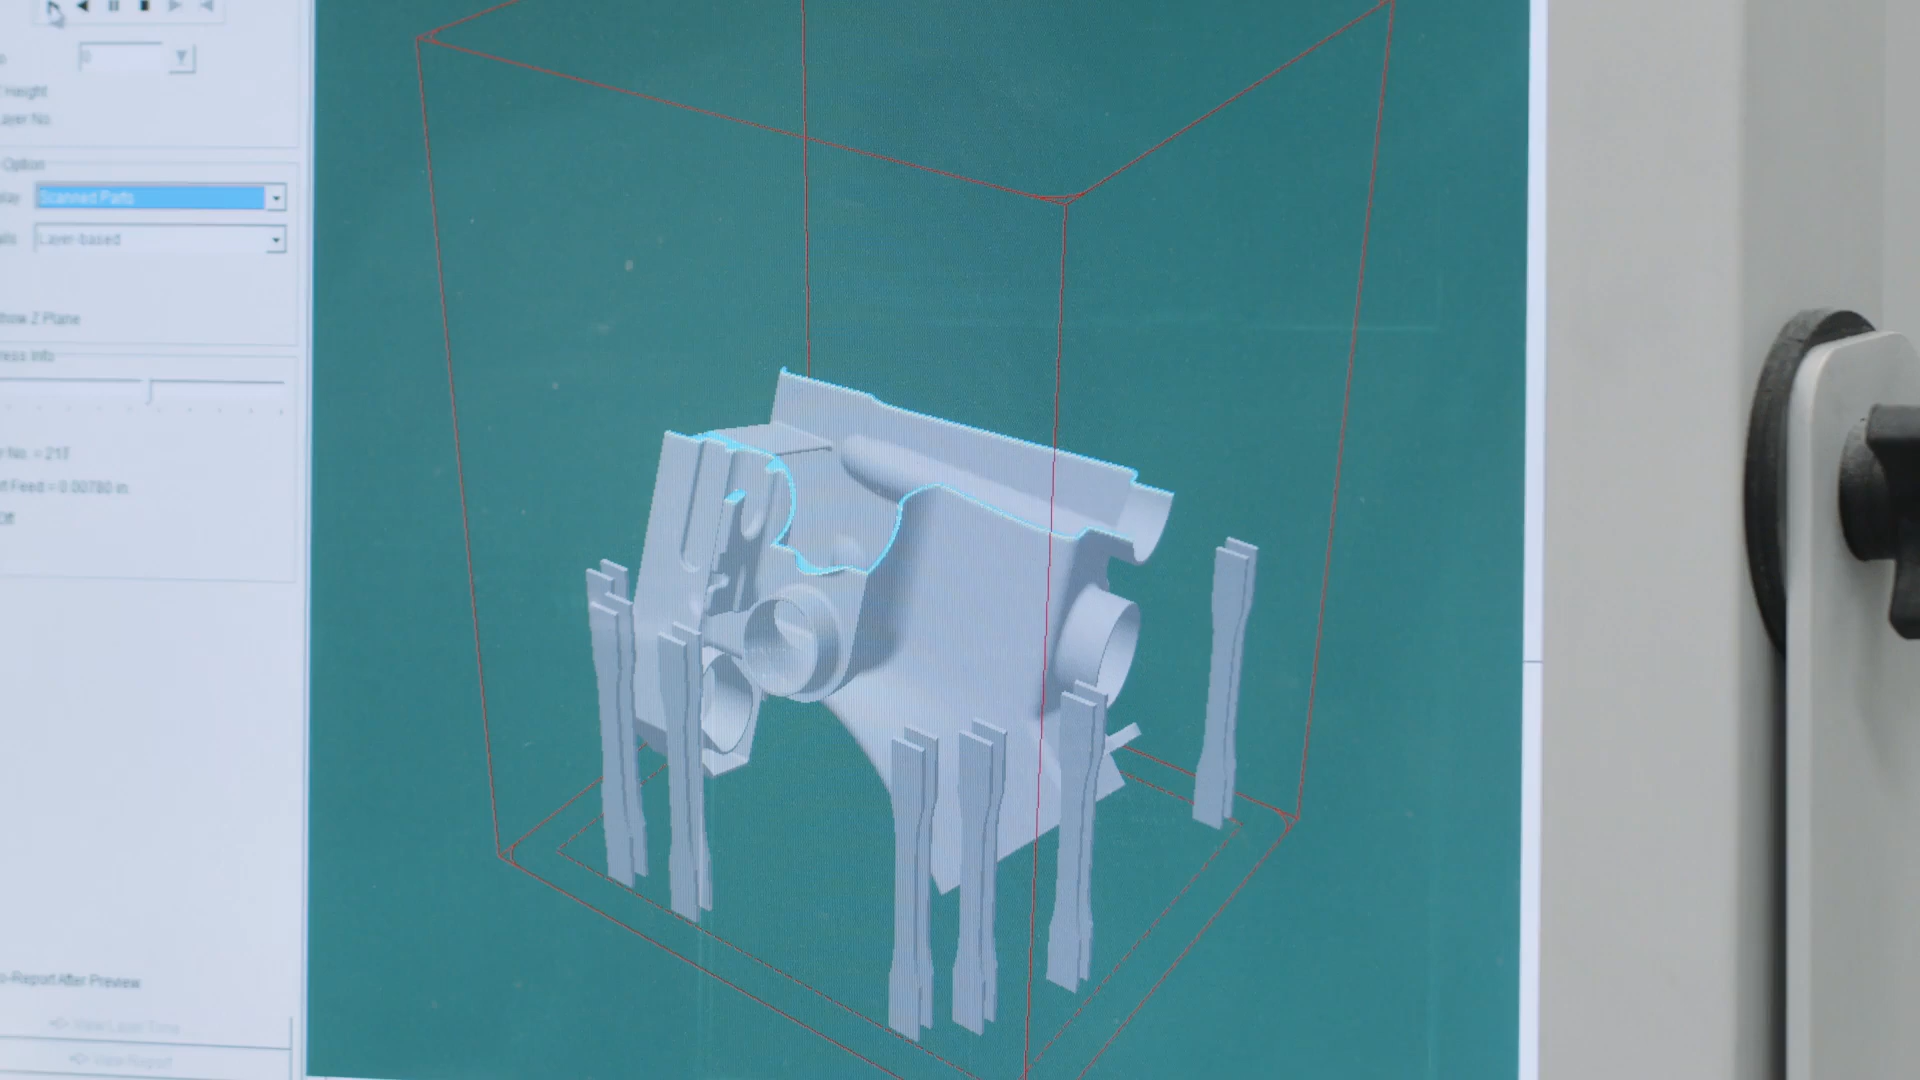 Height
ayer No.
Option
lay
Scanned Parts
Layer-based
how Z Plane
ress Info
r No. = 217
t Feed = 0.00780 in.
Off
o-Report After Preview
View Layer Time
View Report